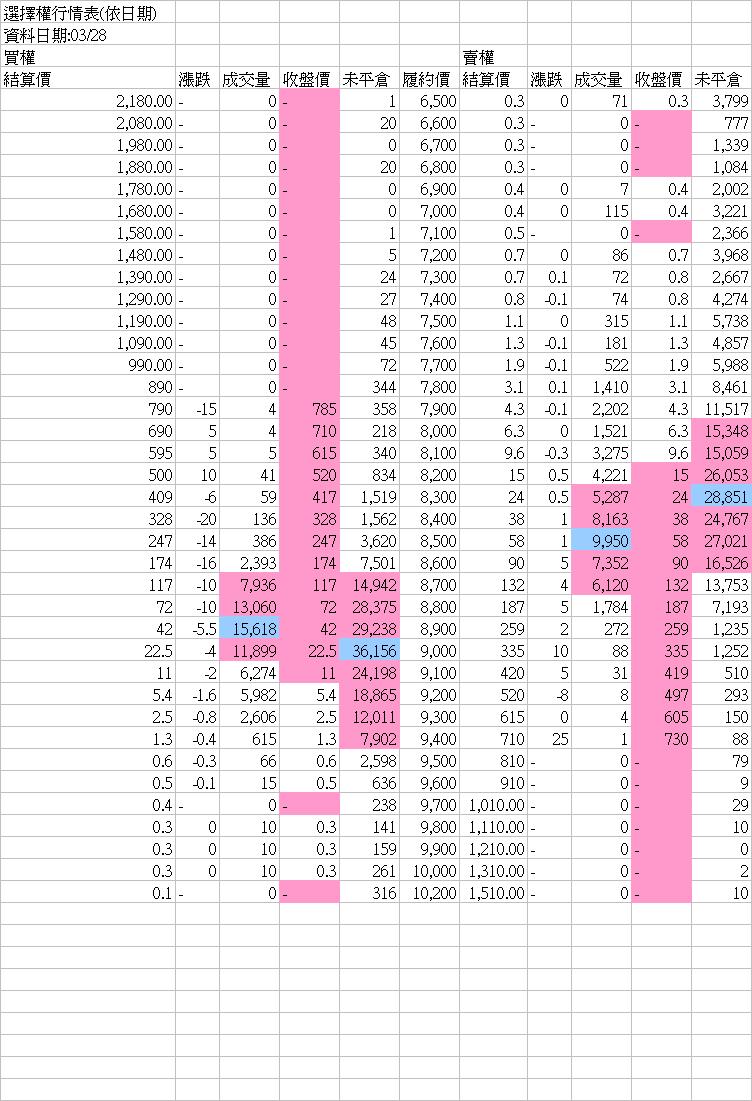 選擇權行情表(依日期)
資料日期:03/28
買權 賣權
結算價 漲跌 成交量 收盤價 未平倉 履約價 結算價 漲跌 成交量 收盤價 未平倉
2,180.00 - 0 - 1 6,500 0.3 0 71 0.3 3,799
2,080.00 - 0 - 20 6,600 0.3 - 0 - 777
1,980.00 - 0 - 0 6,700 0.3 - 0 - 1,339
1,880.00 - 0 - 20 6,800 0.3 - 0 - 1,084
1,780.00 - 0 - 0 6,900 0.4 0 7 0.4 2,002
1,680.00 - 0 - 0 7,000 0.4 0 115 0.4 3,221
1,580.00 - 0 - 1 7,100 0.5 - 0 - 2,366
1,480.00 - 0 - 5 7,200 0.7 0 86 0.7 3,968
1,390.00 - 0 - 24 7,300 0.7 0.1 72 0.8 2,667
1,290.00 - 0 - 27 7,400 0.8 -0.1 74 0.8 4,274
1,190.00 - 0 - 48 7,500 1.1 0 315 1.1 5,738
1,090.00 - 0 - 45 7,600 1.3 -0.1 181 1.3 4,857
990.00 - 0 - 72 7,700 1.9 -0.1 522 1.9 5,988
890 - 0 - 344 7,800 3.1 0.1 1,410 3.1 8,461
790 -15 4 785 358 7,900 4.3 -0.1 2,202 4.3 11,517
690 5 4 710 218 8,000 6.3 0 1,521 6.3 15,348
595 5 5 615 340 8,100 9.6 -0.3 3,275 9.6 15,059
500 10 41 520 834 8,200 15 0.5 4,221 15 26,053
409 -6 59 417 1,519 8,300 24 0.5 5,287 24 28,851
328 -20 136 328 1,562 8,400 38 1 8,163 38 24,767
247 -14 386 247 3,620 8,500 58 1 9,950 58 27,021
174 -16 2,393 174 7,501 8,600 90 5 7,352 90 16,526
117 -10 7,936 117 14,942 8,700 132 4 6,120 132 13,753
72 -10 13,060 72 28,375 8,800 187 5 1,784 187 7,193
42 -5.5 15,618 42 29,238 8,900 259 2 272 259 1,235
22.5 -4 11,899 22.5 36,156 9,000 335 10 88 335 1,252
11 -2 6,274 11 24,198 9,100 420 5 31 419 510
5.4 -1.6 5,982 5.4 18,865 9,200 520 -8 8 497 293
2.5 -0.8 2,606 2.5 12,011 9,300 615 0 4 605 150
1.3 -0.4 615 1.3 7,902 9,400 710 25 1 730 88
0.6 -0.3 66 0.6 2,598 9,500 810 - 0 - 79
0.5 -0.1 15 0.5 636 9,600 910 - 0 - 9
0.4 - 0 - 238 9,700 1,010.00 - 0 - 29
0.3 0 10 0.3 141 9,800 1,110.00 - 0 - 10
0.3 0 10 0.3 159 9,900 1,210.00 - 0 - 0
0.3 0 10 0.3 261 10,000 1,310.00 - 0 - 2
0.1 - 0 - 316 10,200 1,510.00 - 0 - 10